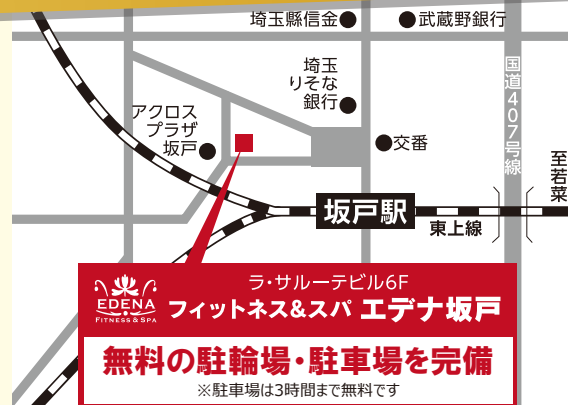 埼玉縣信金
武蔵野銀行
埼玉
りそな
銀行
国道407号線
アクロス
プラザ
坂戸
交番
至若葉
坂戸駅
東上線
EDENA
FITNESS & SPA
ラ・サルーテビル6F
フィットネス&スパ エデナ坂戸
無料の駐輪場・駐車場を完備
※駐車場は3時間まで無料です